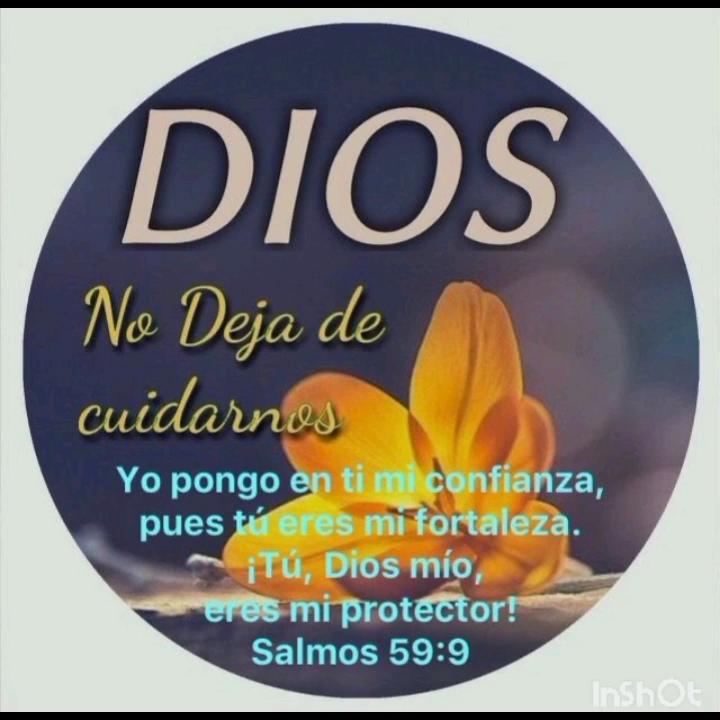 DIOS
No Deja de
cuidarnos
Yo pongo en ti mi confianza,
pues tú eres mi fortaleza.
¡Tú, Dios mío,
eres mi protector!
Salmos 59:9
InShOt